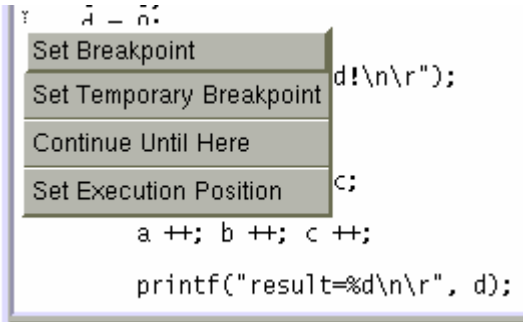 Set Breakpoint
d!\n\r");
Set Temporary Breakpoint
Continue Until Here
Set Execution Position
c;
a ++; b ++; c ++;
printf("result=%d\n\r", d);